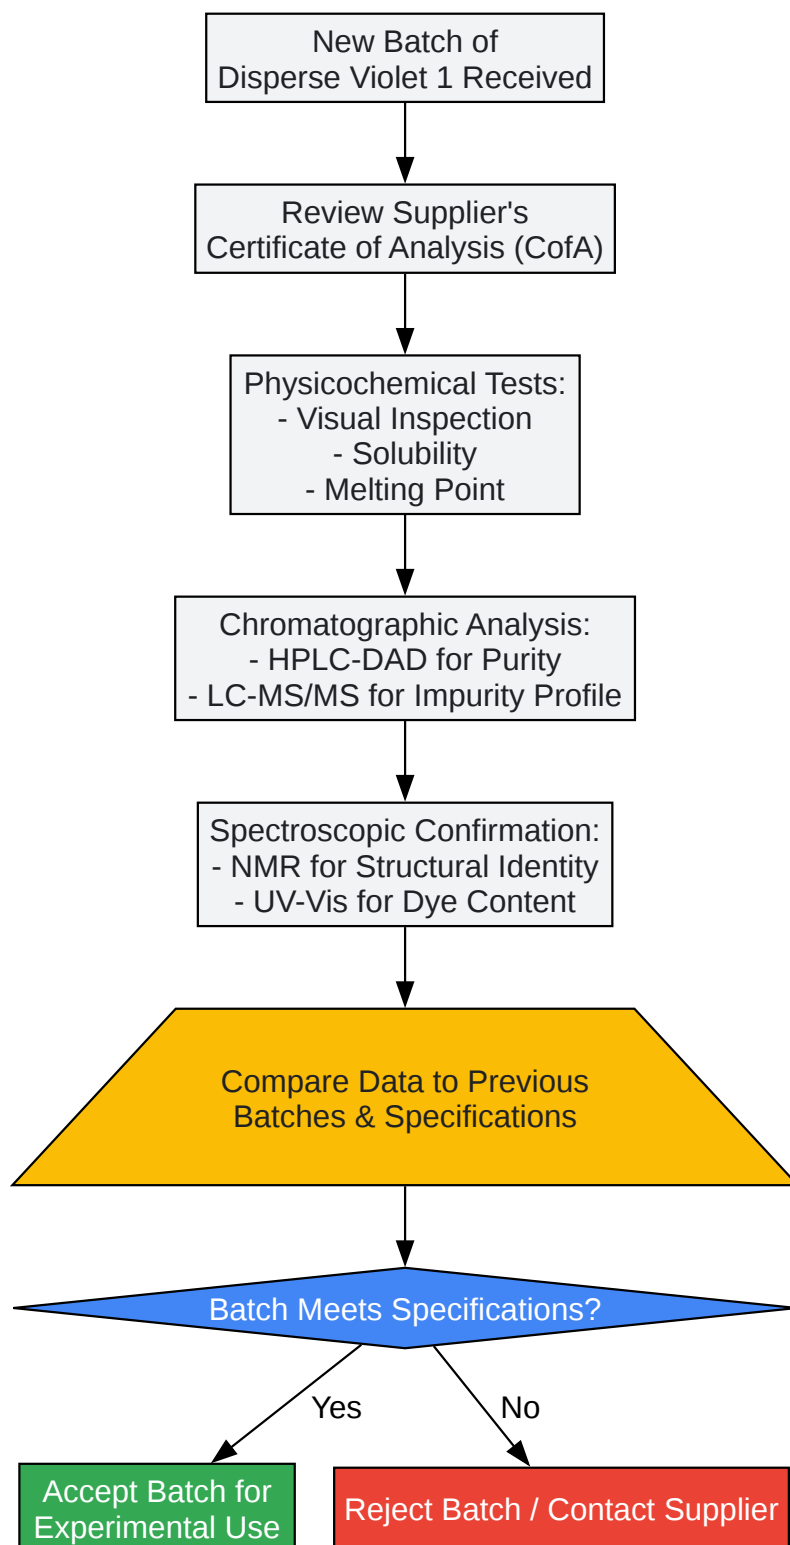 New Batch of
Disperse Violet 1 Received
Review Supplier's
Certificate of Analysis (CofA)
Physicochemical Tests:
- Visual Inspection
- Solubility
- Melting Point
Chromatographic Analysis:
- HPLC-DAD for Purity
- LC-MS/MS for Impurity Profile
Spectroscopic Confirmation:
- NMR for Structural Identity
- UV-Vis for Dye Content
Compare Data to Previous
Batches & Specifications
Batch Meets Specifications?
Yes
No
Accept Batch for
Experimental Use
Reject Batch / Contact Supplier